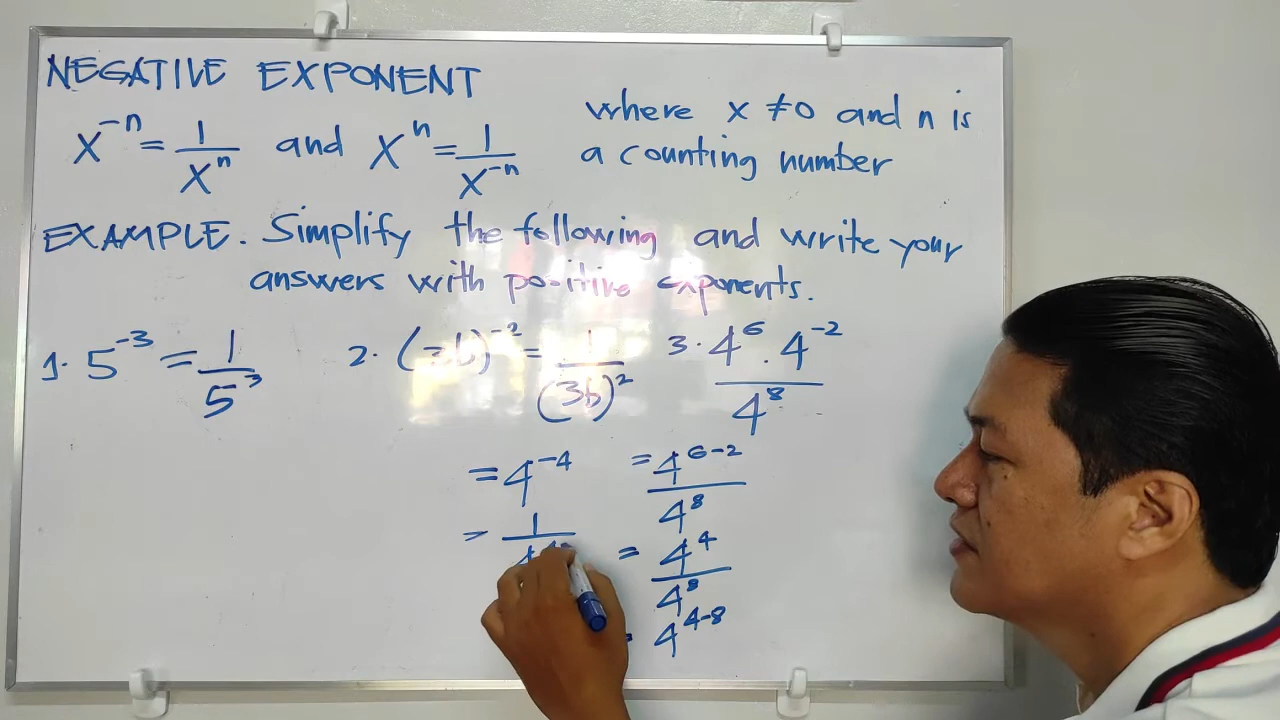 NEGATIVE EXPONENT
x⁻ⁿ = 1/xⁿ and xⁿ = 1/x⁻ⁿ
where x ≠ 0 and n is
a counting number
EXAMPLE. Simplify the following and write your
answers with positive exponents.
1. 5⁻³ = 1/5³
2. (3b)⁻² = 1/(3b)²
3. 4⁶ · 4⁻² / 4⁸
= 4⁶⁻² / 4⁸
= 4⁴ / 4⁸
= 4⁴⁻⁸
= 4⁻⁴
= 1/4⁴